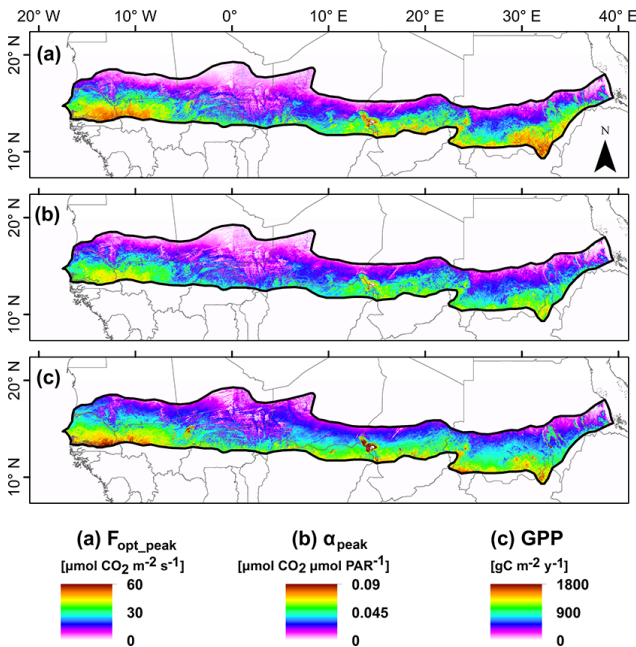 20° W 10° W 0° 10° E 20° E 30° E 40° E
20° N
(a)
10° N
N
20° N
(b)
10° N
20° N
(c)
10° N
(a) Fopt_peak (b) αpeak (c) GPP
[µmol CO2 m-2 s-1] [µmol CO2 µmol PAR-1] [gC m-2 y-1]
60 0.09 1800
30 0.045 900
0 0 0